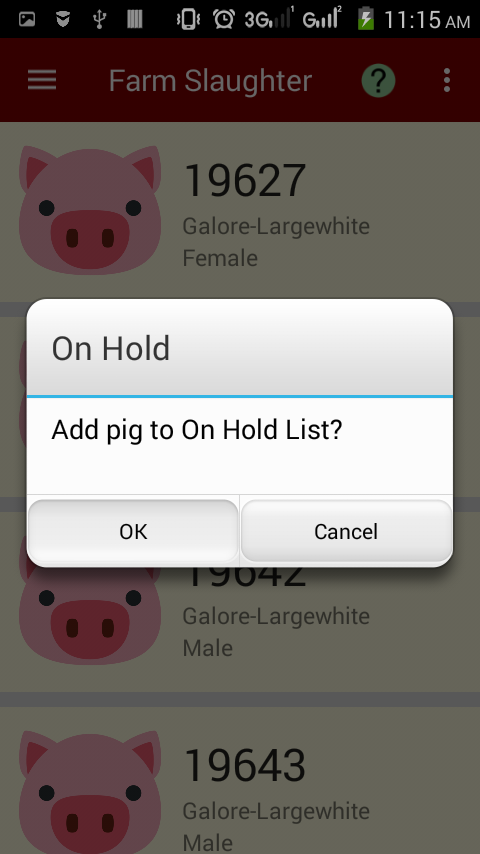 3G 1 G 2 11:15 AM
Farm Slaughter ?
19627
Galore-Largewhite
Female
On Hold
Add pig to On Hold List?
OK Cancel
19642
Galore-Largewhite
Male
19643
Galore-Largewhite
Male